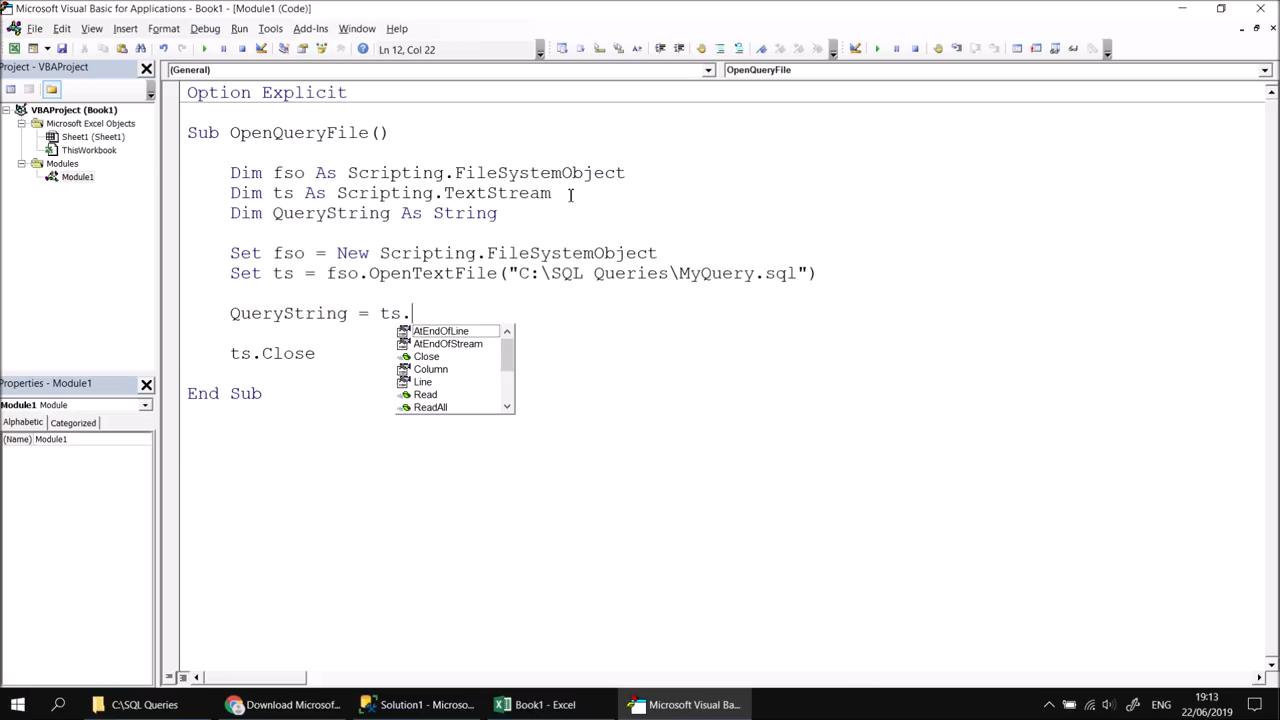 Microsoft Visual Basic for Applications - Book1 - [Module1 (Code)]
File Edit View Insert Format Debug Run Tools Add-Ins Window Help
Ln 12, Col 22
Project - VBAProject
(General)
OpenQueryFile
VBAProject (Book1)
Microsoft Excel Objects
Sheet1 (Sheet1)
ThisWorkbook
Modules
Module1
Properties - Module1
Module1 Module
Alphabetic Categorized
(Name) Module1
Option Explicit
Sub OpenQueryFile()
Dim fso As Scripting.FileSystemObject
Dim ts As Scripting.TextStream
Dim QueryString As String
Set fso = New Scripting.FileSystemObject
Set ts = fso.OpenTextFile("C:\SQL Queries\MyQuery.sql")
QueryString = ts.
AtEndOfLine
AtEndOfStream
Close
Column
Line
Read
ReadAll
ts.Close
End Sub
C:\SQL Queries
Download Microsof...
Solution1 - Microso...
Book1 - Excel
Microsoft Visual Ba...
ENG
19:13
22/06/2019